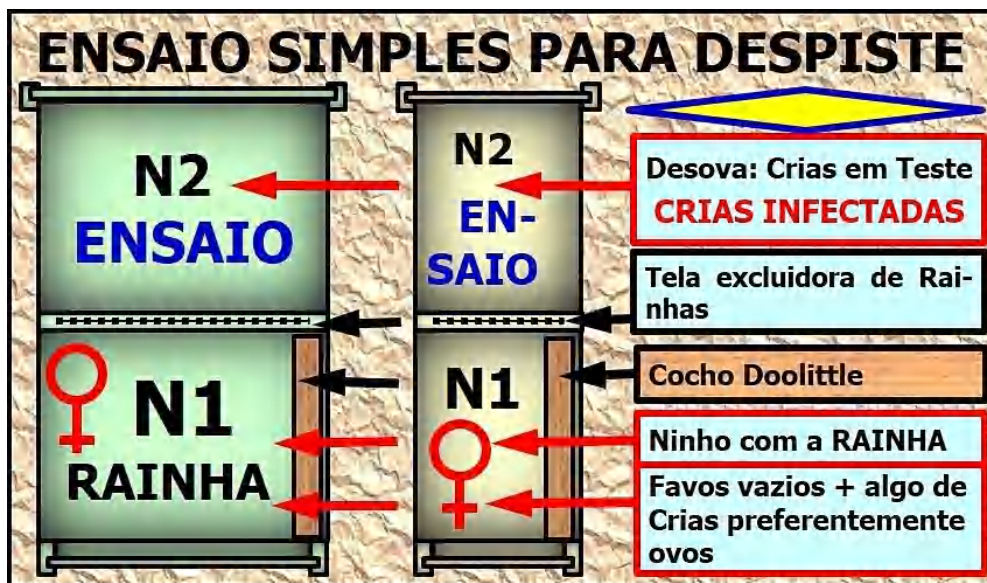 ENSAIO SIMPLES PARA DESPISTE
N2
ENSAIO
N1
RAINHA
N2
EN-
SAIO
N1
Desova: Crias em Teste
CRIAS INFECTADAS
Tela excluidora de Rai-
nhas
Cocho Doolittle
Ninho com a RAINHA
Favos vazios + algo de
Crias preferentemente
ovos